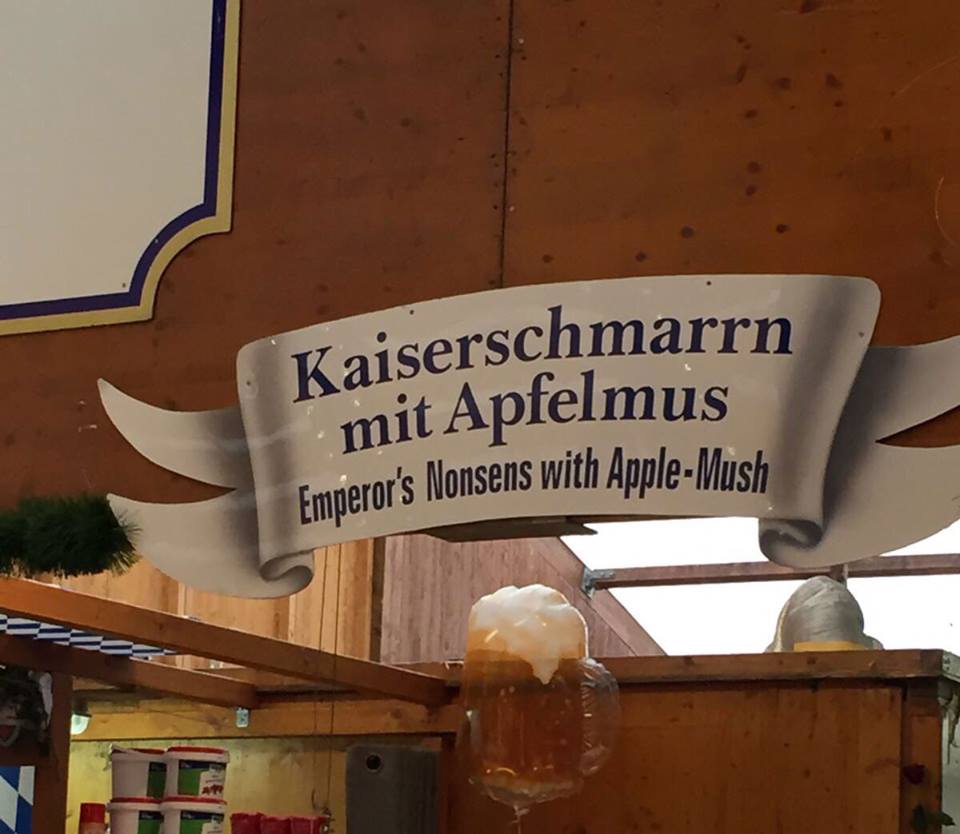 Kaiserschmarrn
mit Apfelmus
Emperor's Nonsens with Apple-Mush